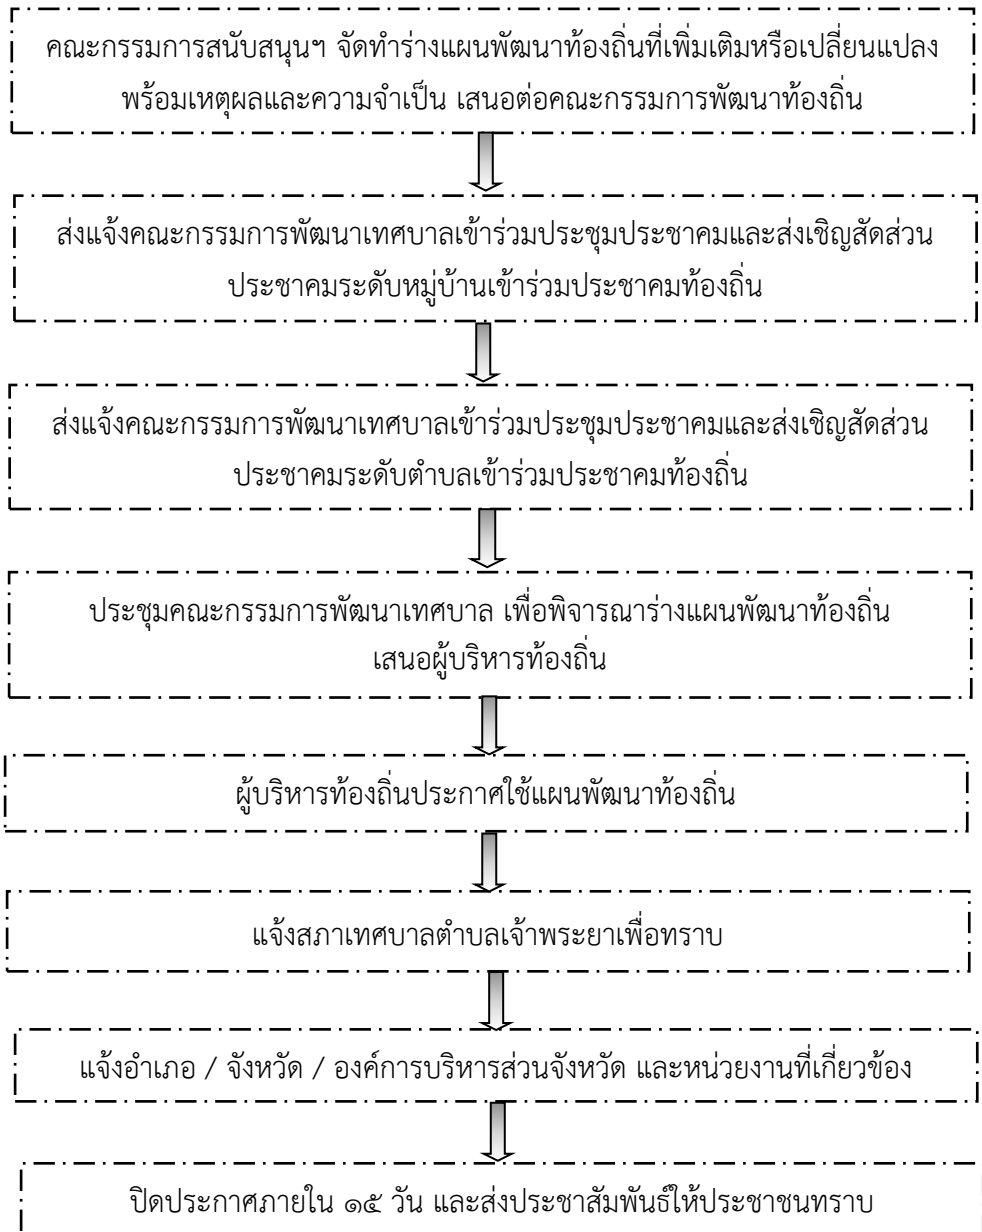 คณะกรรมการสนับสนุนฯ จัดทำร่างแผนพัฒนาท้องถิ่นที่เพิ่มเติมหรือเปลี่ยนแปลง
พร้อมเหตุผลและความจำเป็น เสนอต่อคณะกรรมการพัฒนาท้องถิ่น
ส่งแจ้งคณะกรรมการพัฒนาเทศบาลเข้าร่วมประชุมประชาคมและส่งเชิญสัดส่วน
ประชาคมระดับหมู่บ้านเข้าร่วมประชาคมท้องถิ่น
ส่งแจ้งคณะกรรมการพัฒนาเทศบาลเข้าร่วมประชุมประชาคมและส่งเชิญสัดส่วน
ประชาคมระดับตำบลเข้าร่วมประชาคมท้องถิ่น
ประชุมคณะกรรมการพัฒนาเทศบาล เพื่อพิจารณาร่างแผนพัฒนาท้องถิ่น
เสนอผู้บริหารท้องถิ่น
ผู้บริหารท้องถิ่นประกาศใช้แผนพัฒนาท้องถิ่น
แจ้งสภาเทศบาลตำบลเจ้าพระยาเพื่อทราบ
แจ้งอำเภอ / จังหวัด / องค์การบริหารส่วนจังหวัด และหน่วยงานที่เกี่ยวข้อง
ปิดประกาศภายใน ๑๕ วัน และส่งประชาสัมพันธ์ให้ประชาชนทราบ